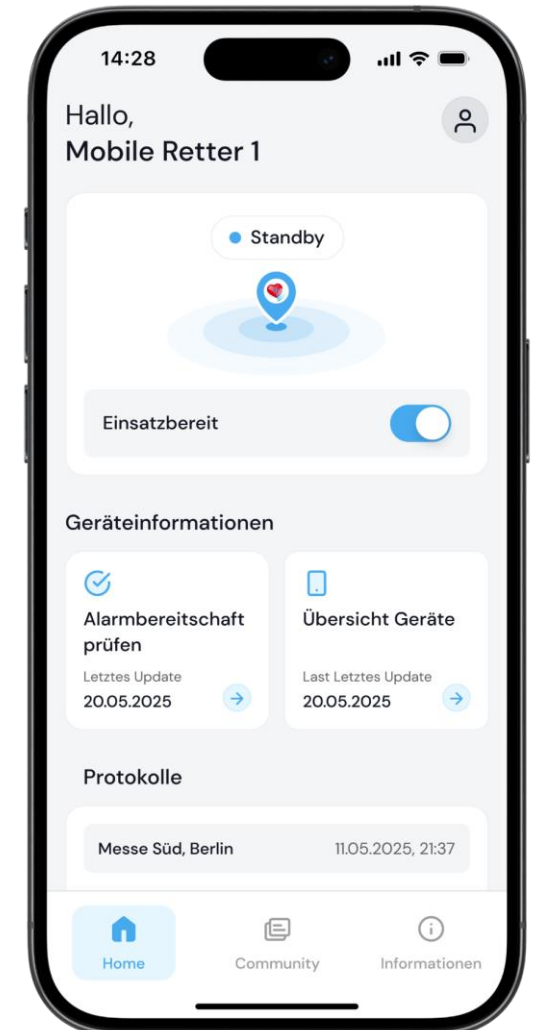 14:28
Hallo,
Mobile Retter 1
Standby
Einsatzbereit
Geräteinformationen
Alarmbereitschaft
prüfen
Letztes Update
20.05.2025
Übersicht Geräte
Last Letztes Update
20.05.2025
Protokolle
Messe Süd, Berlin 11.05.2025, 21:37
Home Community Informationen